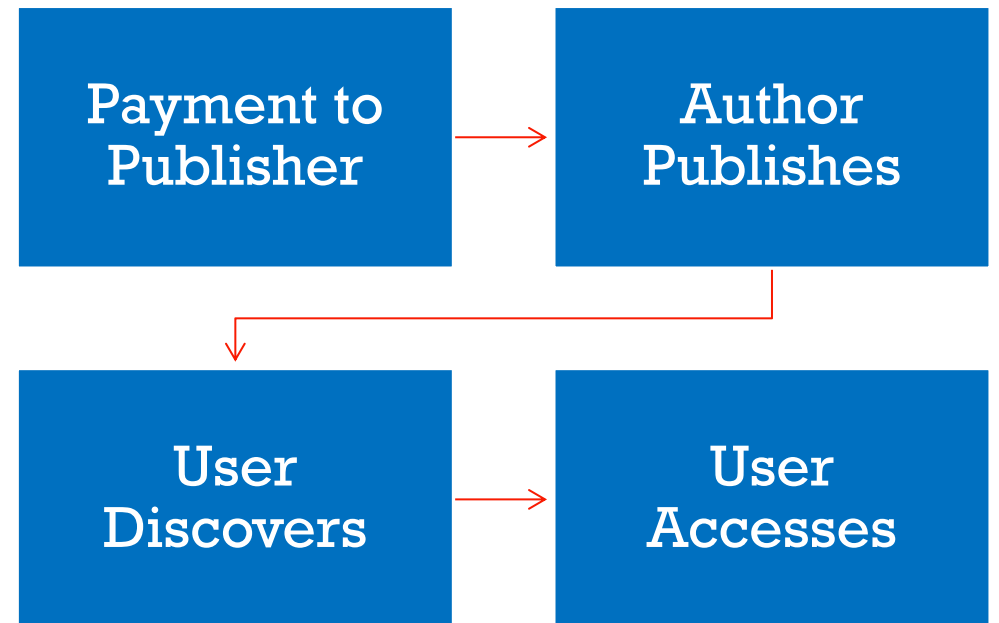 Payment to
Publisher
Author
Publishes
User
Discovers
User
Accesses